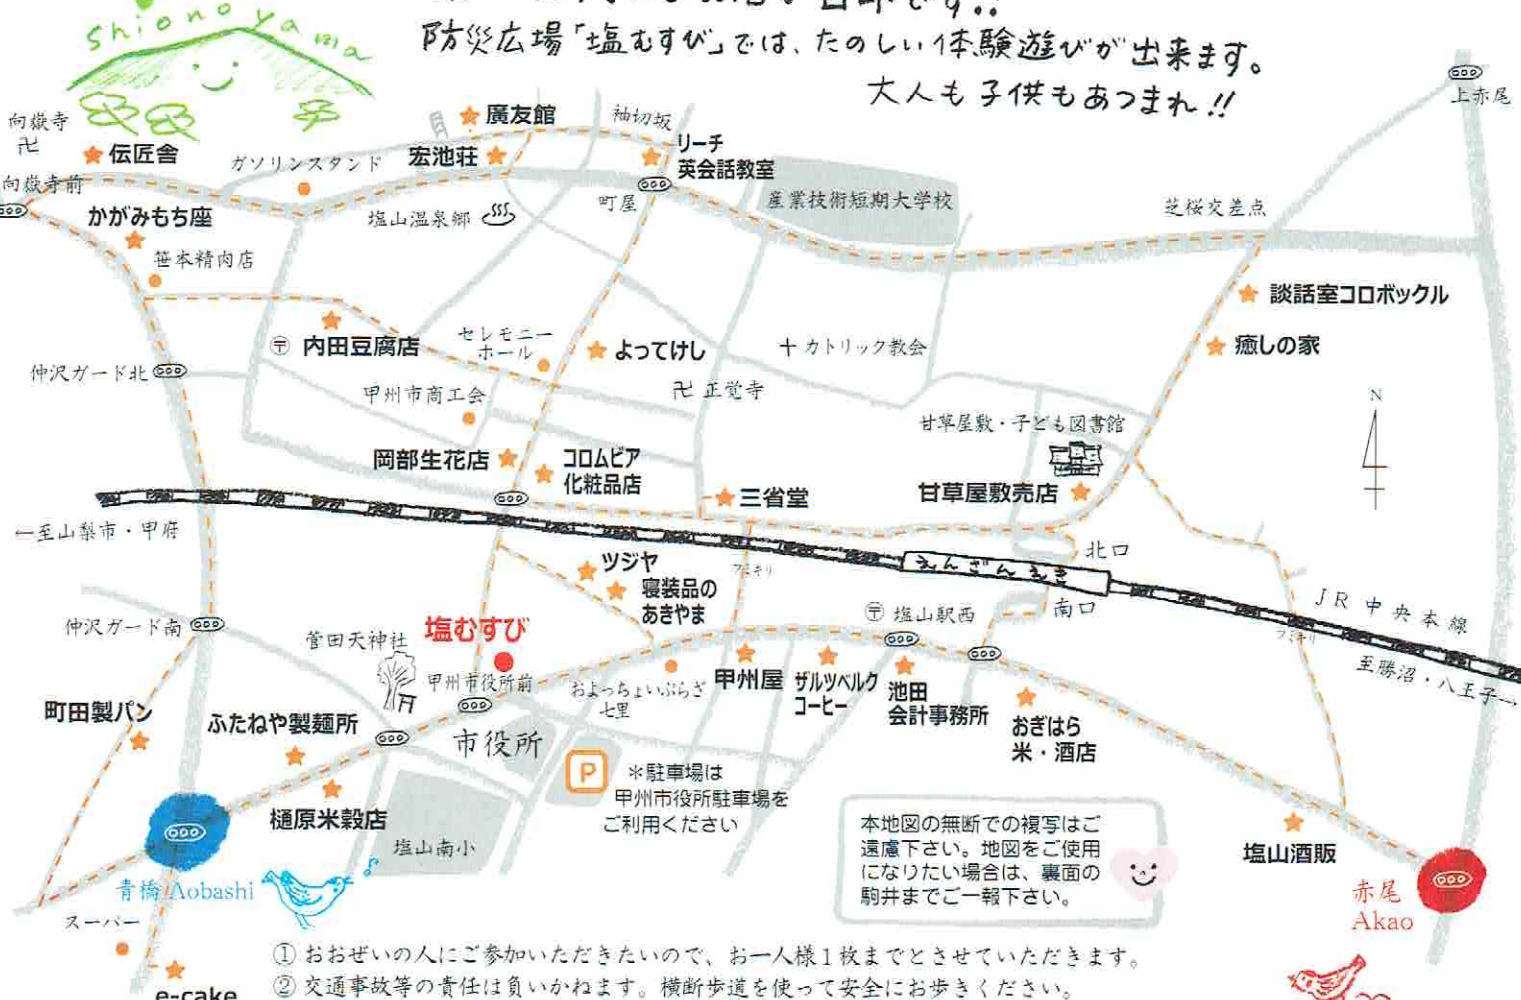 shionoyama
防災広場「塩むすび」では、たのしい体験遊びが出来ます。
大人も子供もあつまれ!!
上赤尾
向嶽寺
卍
伝匠舎
ガソリンスタンド
廣友館
宏池荘
袖切坂
リーチ
英会話教室
向嶽寺前
かがみもち座
笹本精肉店
塩山温泉郷
町屋
産業技術短期大学校
芝桜交差点
談話室コロボックル
癒しの家
〒 内田豆腐店
セレモニー
ホール
よってけし
カトリック教会
卍 正覚寺
仲沢ガード北
甲州市商工会
甘草屋敷・子ども図書館
N
岡部生花店
コロムビア
化粧品店
三省堂
甘草屋敷売店
←至山梨市・甲府
ツジヤ
寝装品の
あきやま
フミキリ
えんざんえき
北口
南口
JR中央本線
フミキリ
至勝沼・八王子→
仲沢ガード南
菅田天神社
塩むすび
甲州市役所前
およっちょいぷらざ
七里
〒 塩山駅西
甲州屋
ザルツベルク
コーヒー
池田
会計事務所
おぎはら
米・酒店
町田製パン
ふたねや製麺所
市役所
P
＊駐車場は
甲州市役所駐車場を
ご利用ください
樋原米穀店
塩山南小
本地図の無断での複写はご
遠慮下さい。地図をご使用
になりたい場合は、裏面の
駒井までご一報下さい。
塩山酒販
青橋 Aobashi
赤尾
Akao
スーパー
e-cake
① おおぜいの人にご参加いただきたいので、お一人様1枚までとさせていただきます。
② 交通事故等の責任は負いかねます。横断歩道を使って安全にお歩きください。